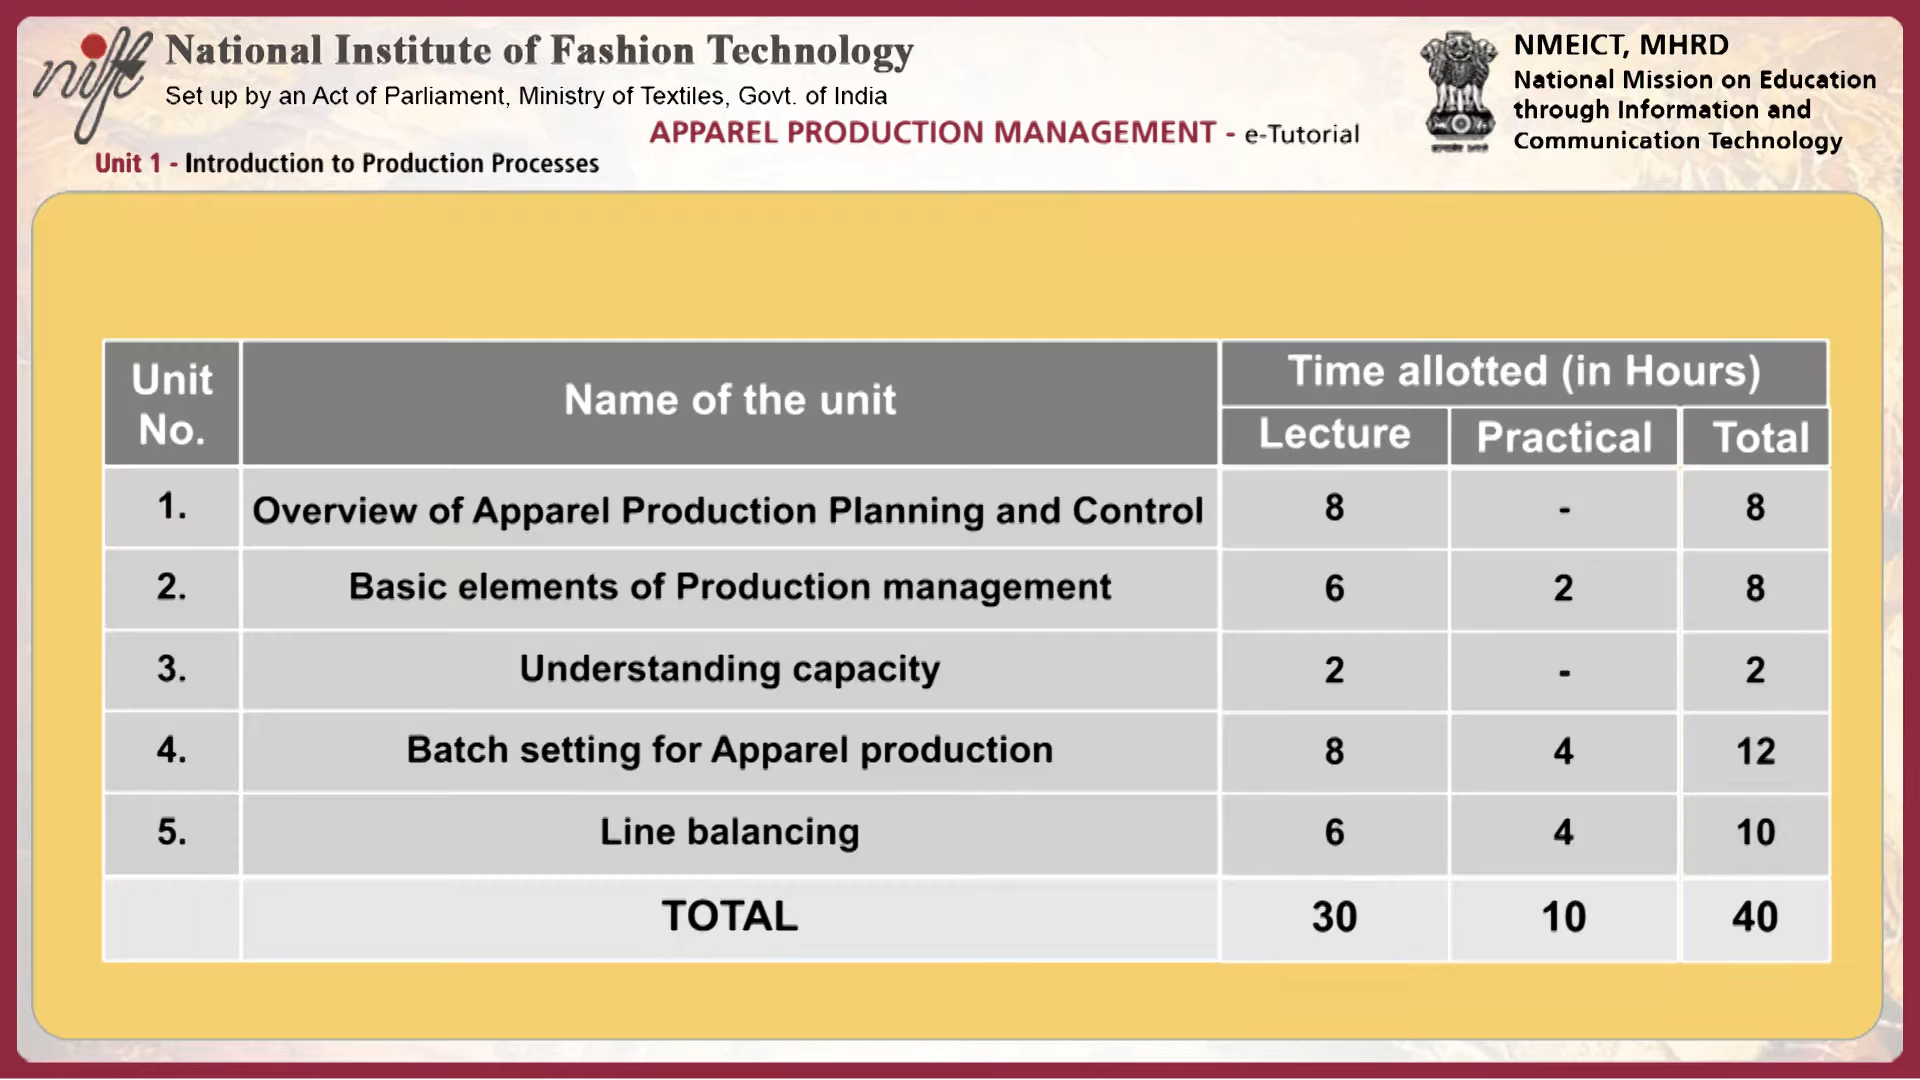 nift
National Institute of Fashion Technology
Set up by an Act of Parliament, Ministry of Textiles, Govt. of India
APPAREL PRODUCTION MANAGEMENT - e-Tutorial
Unit 1 - Introduction to Production Processes
NMEICT, MHRD
National Mission on Education
through Information and
Communication Technology
Unit No. Name of the unit Time allotted (in Hours)
Lecture Practical Total
1. Overview of Apparel Production Planning and Control 8 - 8
2. Basic elements of Production management 6 2 8
3. Understanding capacity 2 - 2
4. Batch setting for Apparel production 8 4 12
5. Line balancing 6 4 10
TOTAL 30 10 40